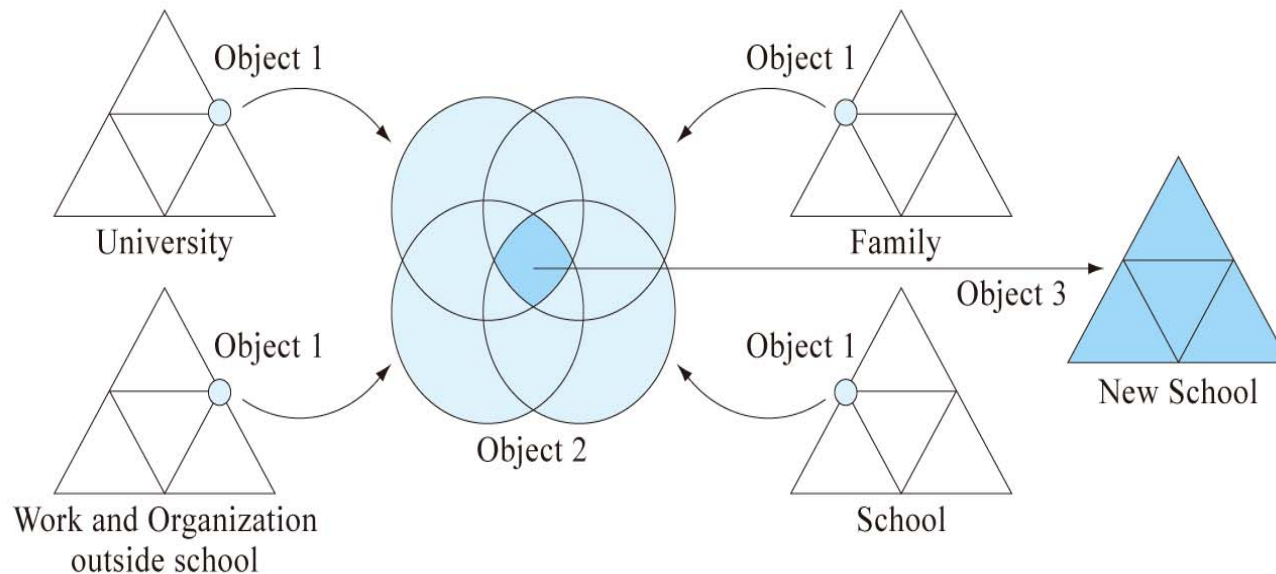 Object 1
Object 1
University
Family
Object 3
Object 1
Object 1
New School
Object 2
Work and Organization
outside school
School